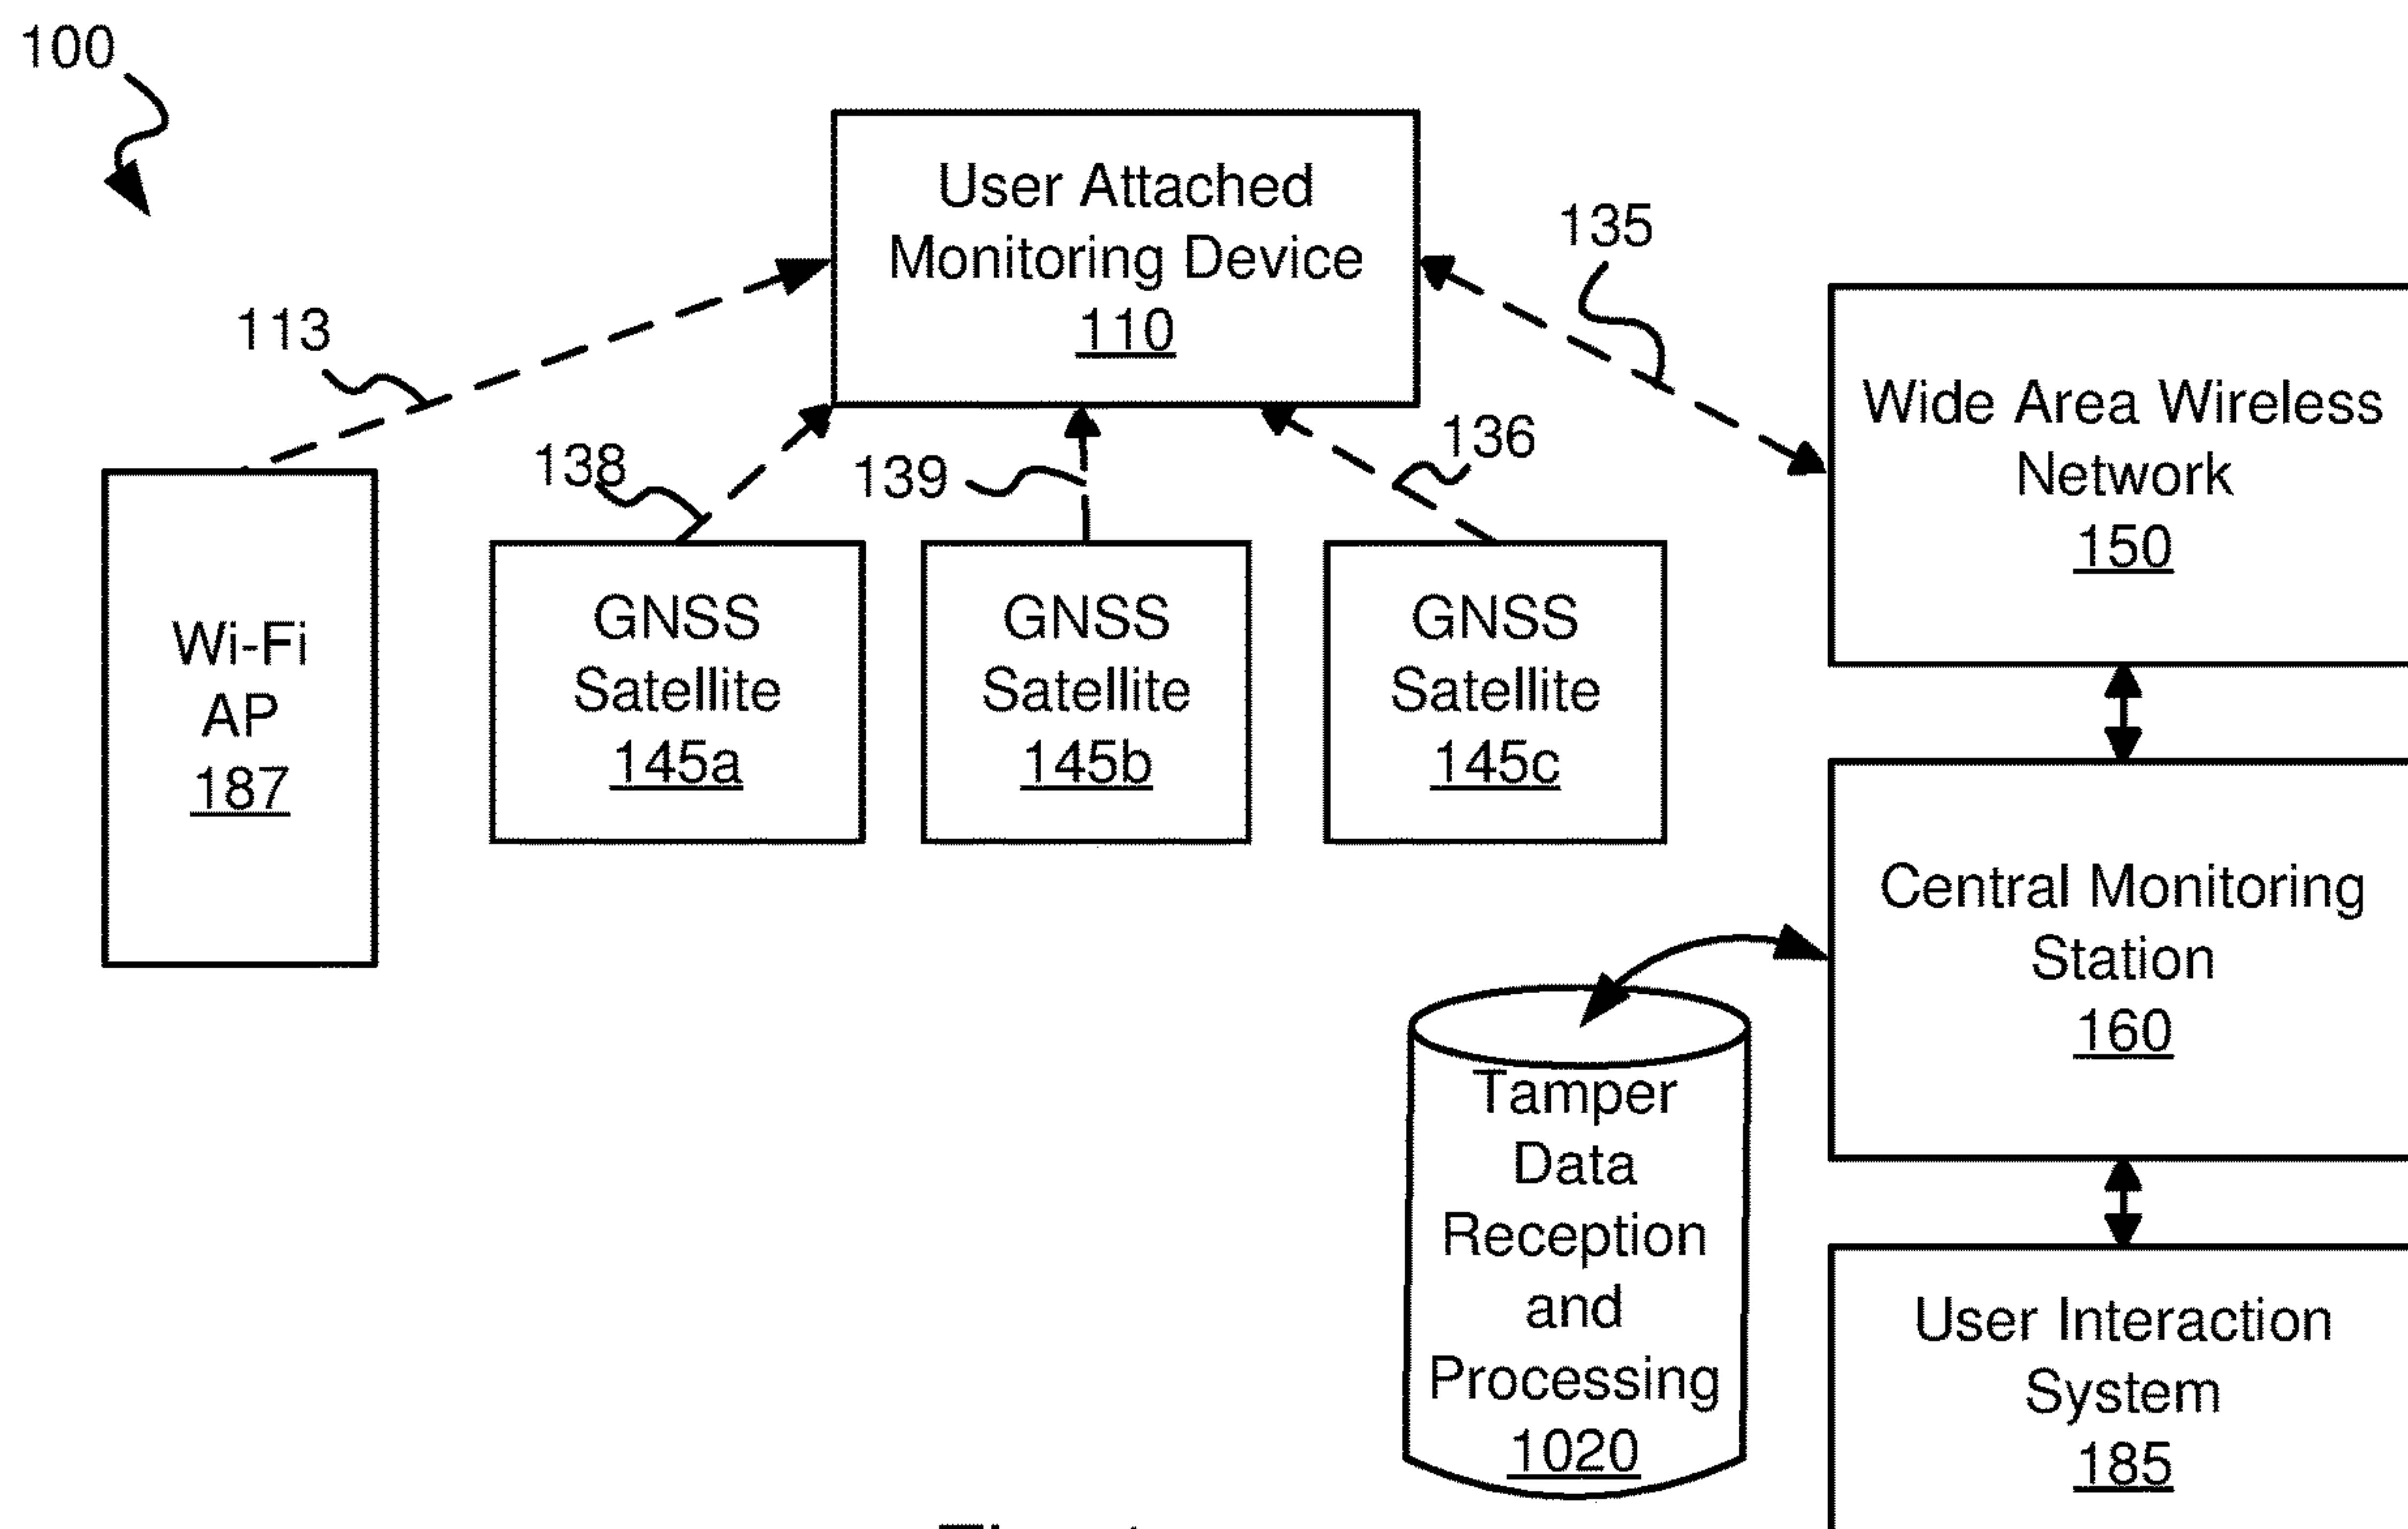 100
User Attached
Monitoring Device
110
135
113
138
139
136
Wide Area Wireless
Network
150
Wi-Fi
AP
187
GNSS
Satellite
145a
GNSS
Satellite
145b
GNSS
Satellite
145c
Central Monitoring
Station
160
Tamper
Data
Reception
and
Processing
1020
User Interaction
System
185